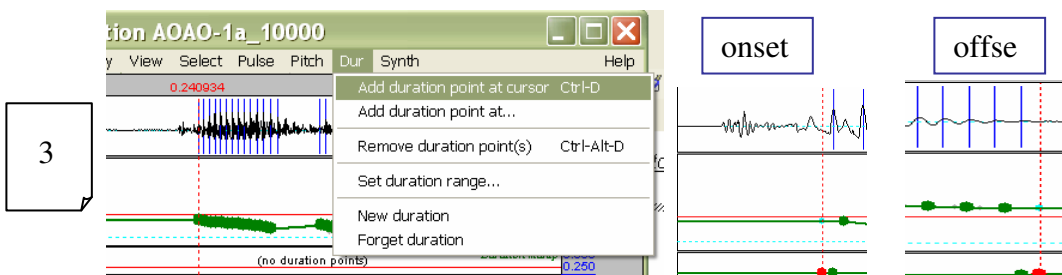 3
tion AOAO-1a_10000
y View Select Pulse Pitch Dur Synth Help
0.240934
Add duration point at cursor Ctrl-D
Add duration point at...
Remove duration point(s) Ctrl-Alt-D
Set duration range...
New duration
Forget duration
(no duration points)
0.250
onset
offse